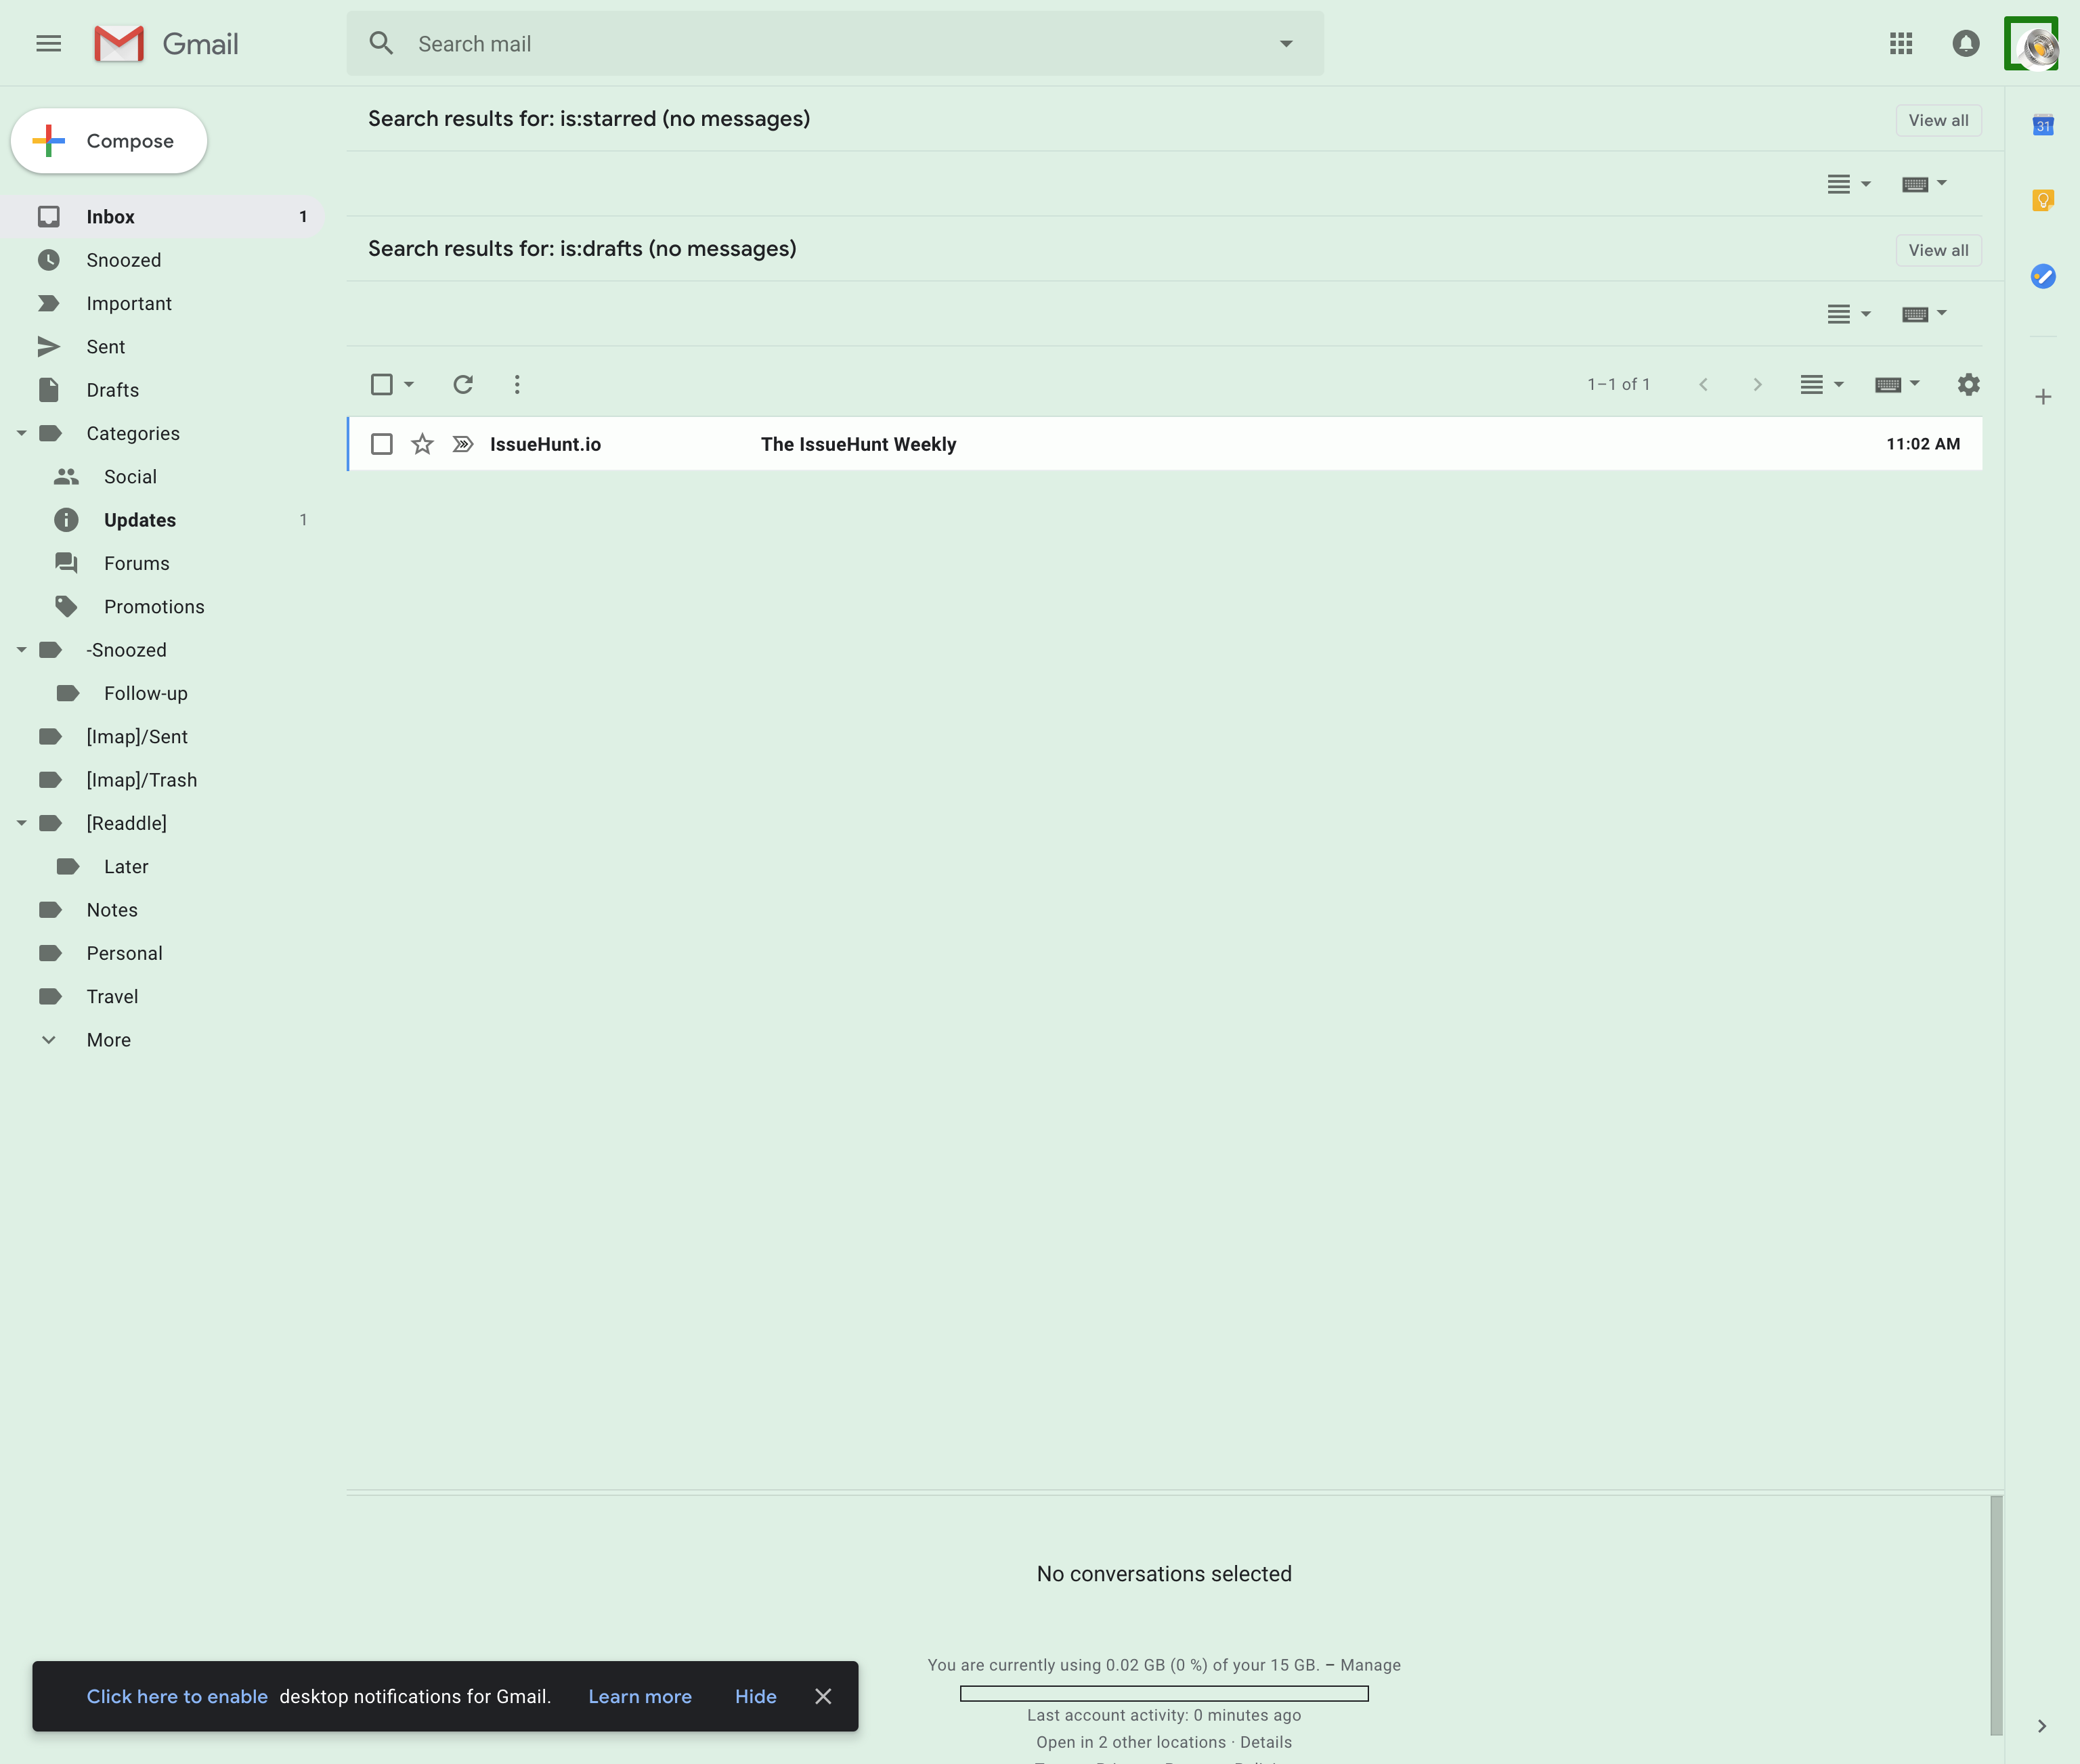 Gmail
Search mail
Compose
Inbox 1
Snoozed
Important
Sent
Drafts
Categories
Social
Updates 1
Forums
Promotions
-Snoozed
Follow-up
[Imap]/Sent
[Imap]/Trash
[Readdle]
Later
Notes
Personal
Travel
More
Search results for: is:starred (no messages) View all
Search results for: is:drafts (no messages) View all
1–1 of 1
IssueHunt.io The IssueHunt Weekly 11:02 AM
31
No conversations selected
You are currently using 0.02 GB (0 %) of your 15 GB. – Manage
Last account activity: 0 minutes ago
Open in 2 other locations · Details
Click here to enable desktop notifications for Gmail. Learn more Hide